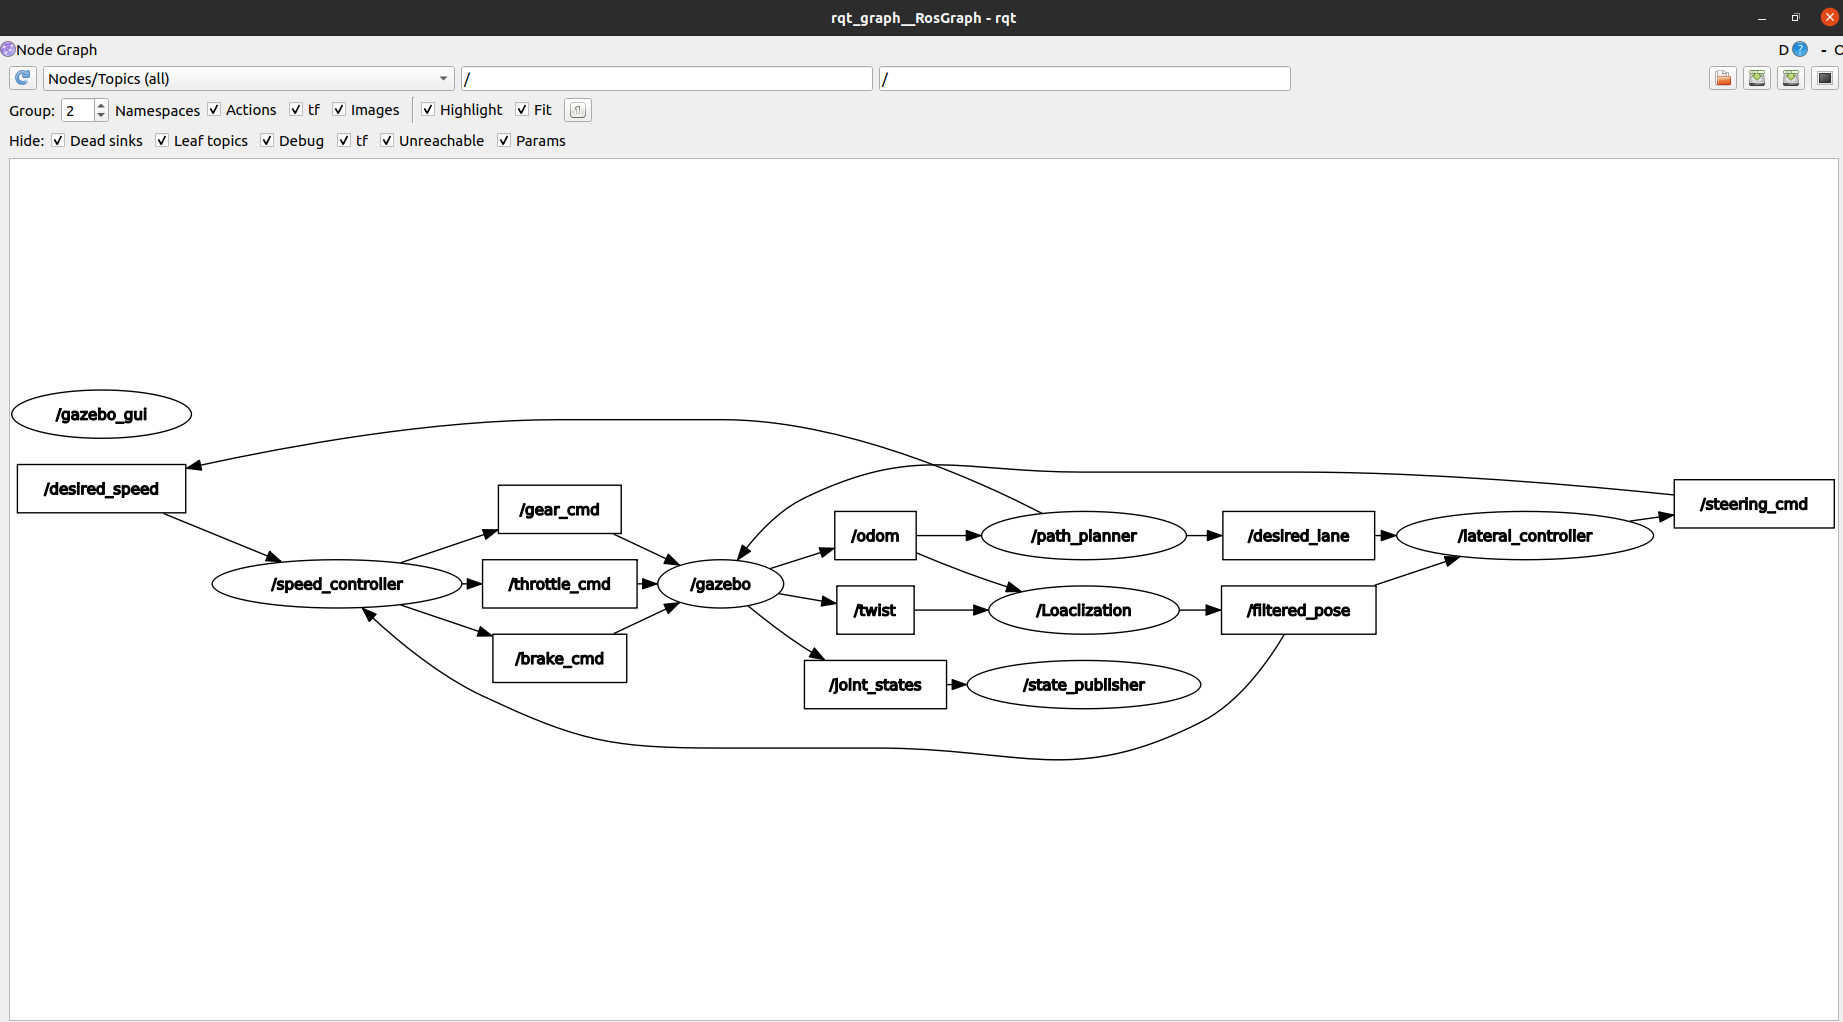 rqt_graph__RosGraph - rqt
Node Graph
D ? - O
Nodes/Topics (all) / /
Group: 2 Namespaces Actions tf Images Highlight Fit
Hide: Dead sinks Leaf topics Debug tf Unreachable Params
/gazebo_gui
/desired_speed
/gear_cmd
/steering_cmd
/odom
/path_planner
/desired_lane
/lateral_controller
/speed_controller
/throttle_cmd
/gazebo
/twist
/Loaclization
/filtered_pose
/brake_cmd
/joint_states
/state_publisher